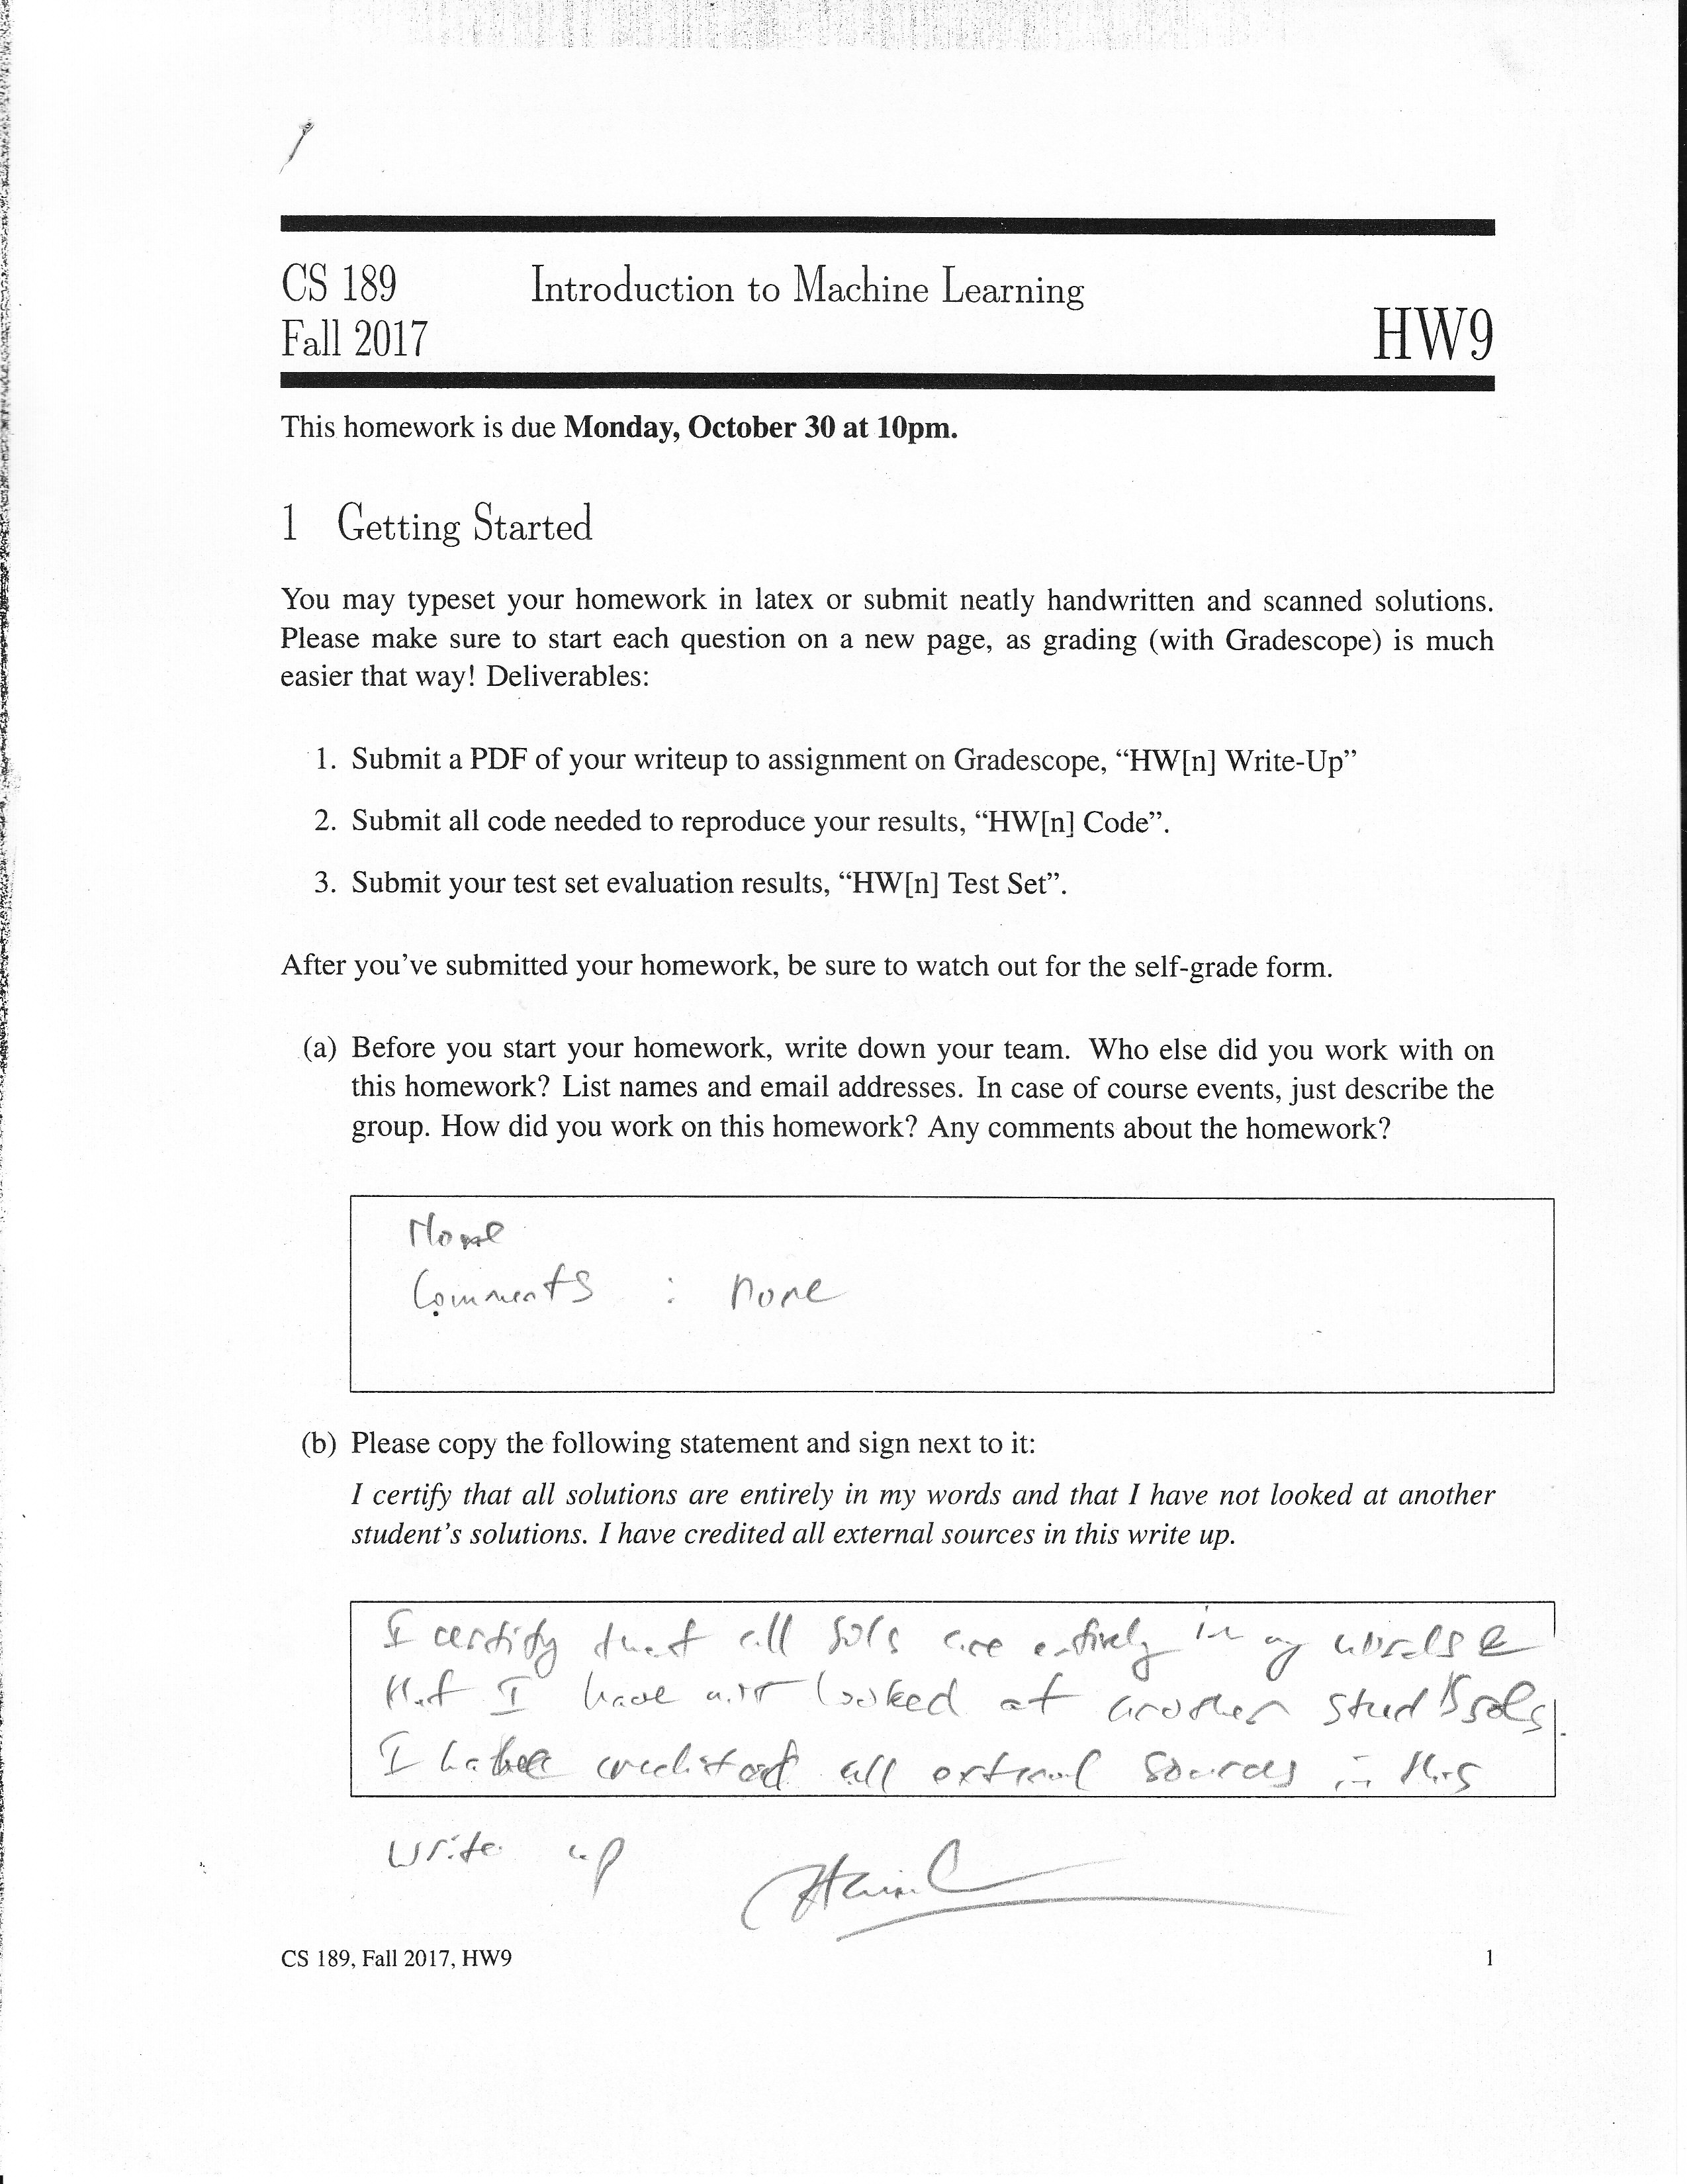 CS 189 Introduction to Machine Learning
Fall 2017 HW9
This homework is due Monday, October 30 at 10pm.
1 Getting Started
You may typeset your homework in latex or submit neatly handwritten and scanned solutions.
Please make sure to start each question on a new page, as grading (with Gradescope) is much
easier that way! Deliverables:
1. Submit a PDF of your writeup to assignment on Gradescope, “HW[n] Write-Up”
2. Submit all code needed to reproduce your results, “HW[n] Code”.
3. Submit your test set evaluation results, “HW[n] Test Set”.
After you’ve submitted your homework, be sure to watch out for the self-grade form.
(a) Before you start your homework, write down your team. Who else did you work with on
this homework? List names and email addresses. In case of course events, just describe the
group. How did you work on this homework? Any comments about the homework?
None
Comments : none
(b) Please copy the following statement and sign next to it:
I certify that all solutions are entirely in my words and that I have not looked at another
student’s solutions. I have credited all external sources in this write up.
I certify that all sols are entirely in my words &
that I have not looked at another stud's sols.
I have credited all external sources in this
write up
CS 189, Fall 2017, HW9 1